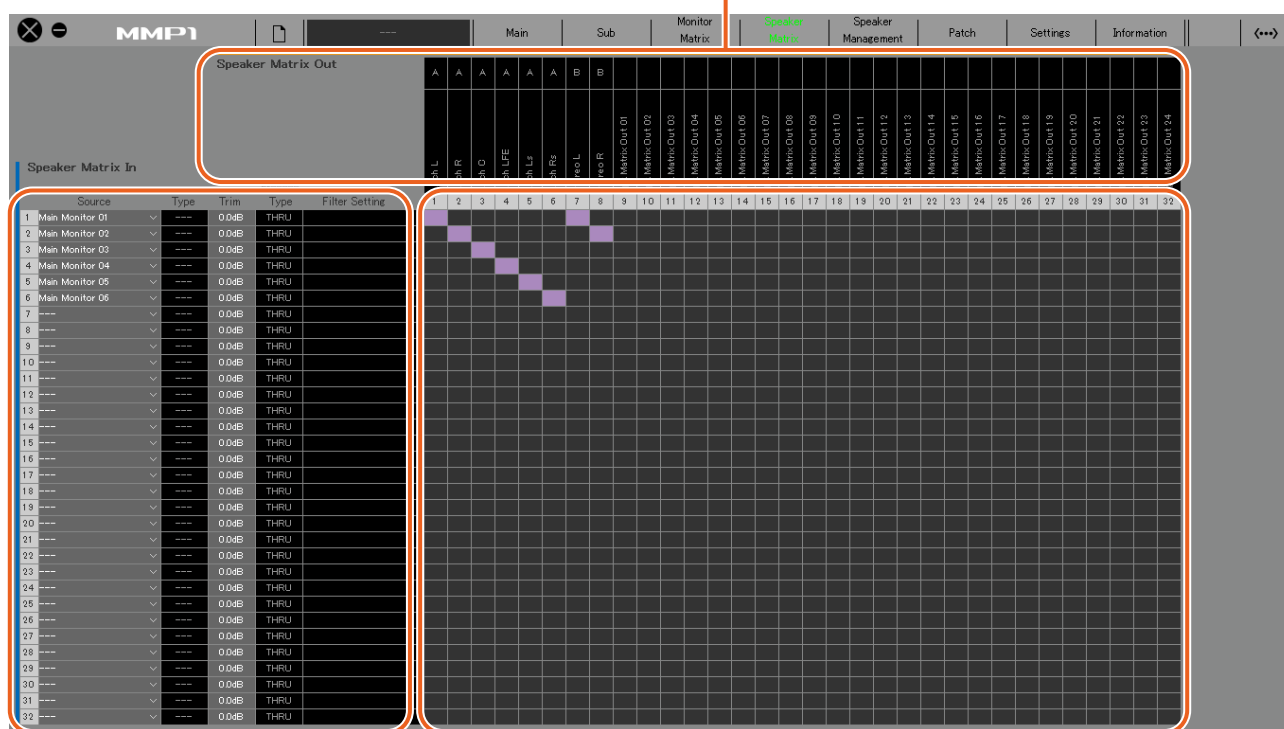 MMP1 --- Main Sub Monitor Matrix Speaker Matrix Speaker Management Patch Settings Information
Speaker Matrix Out
A A A A A A B B
ch L
ch R
ch C
ch LFE
ch Ls
ch Rs
reo L
reo R
Matrix Out 01
Matrix Out 02
Matrix Out 03
Matrix Out 04
Matrix Out 05
Matrix Out 06
Matrix Out 07
Matrix Out 08
Matrix Out 09
Matrix Out 10
Matrix Out 11
Matrix Out 12
Matrix Out 13
Matrix Out 14
Matrix Out 15
Matrix Out 16
Matrix Out 17
Matrix Out 18
Matrix Out 19
Matrix Out 20
Matrix Out 21
Matrix Out 22
Matrix Out 23
Matrix Out 24
Speaker Matrix In
Source Type Trim Type Filter Setting 1 2 3 4 5 6 7 8 9 10 11 12 13 14 15 16 17 18 19 20 21 22 23 24 25 26 27 28 29 30 31 32
1 Main Monitor 01 --- 0.0dB THRU
2 Main Monitor 02 --- 0.0dB THRU
3 Main Monitor 03 --- 0.0dB THRU
4 Main Monitor 04 --- 0.0dB THRU
5 Main Monitor 05 --- 0.0dB THRU
6 Main Monitor 06 --- 0.0dB THRU
7 --- --- 0.0dB THRU
8 --- --- 0.0dB THRU
9 --- --- 0.0dB THRU
10 --- --- 0.0dB THRU
11 --- --- 0.0dB THRU
12 --- --- 0.0dB THRU
13 --- --- 0.0dB THRU
14 --- --- 0.0dB THRU
15 --- --- 0.0dB THRU
16 --- --- 0.0dB THRU
17 --- --- 0.0dB THRU
18 --- --- 0.0dB THRU
19 --- --- 0.0dB THRU
20 --- --- 0.0dB THRU
21 --- --- 0.0dB THRU
22 --- --- 0.0dB THRU
23 --- --- 0.0dB THRU
24 --- --- 0.0dB THRU
25 --- --- 0.0dB THRU
26 --- --- 0.0dB THRU
27 --- --- 0.0dB THRU
28 --- --- 0.0dB THRU
29 --- --- 0.0dB THRU
30 --- --- 0.0dB THRU
31 --- --- 0.0dB THRU
32 --- --- 0.0dB THRU